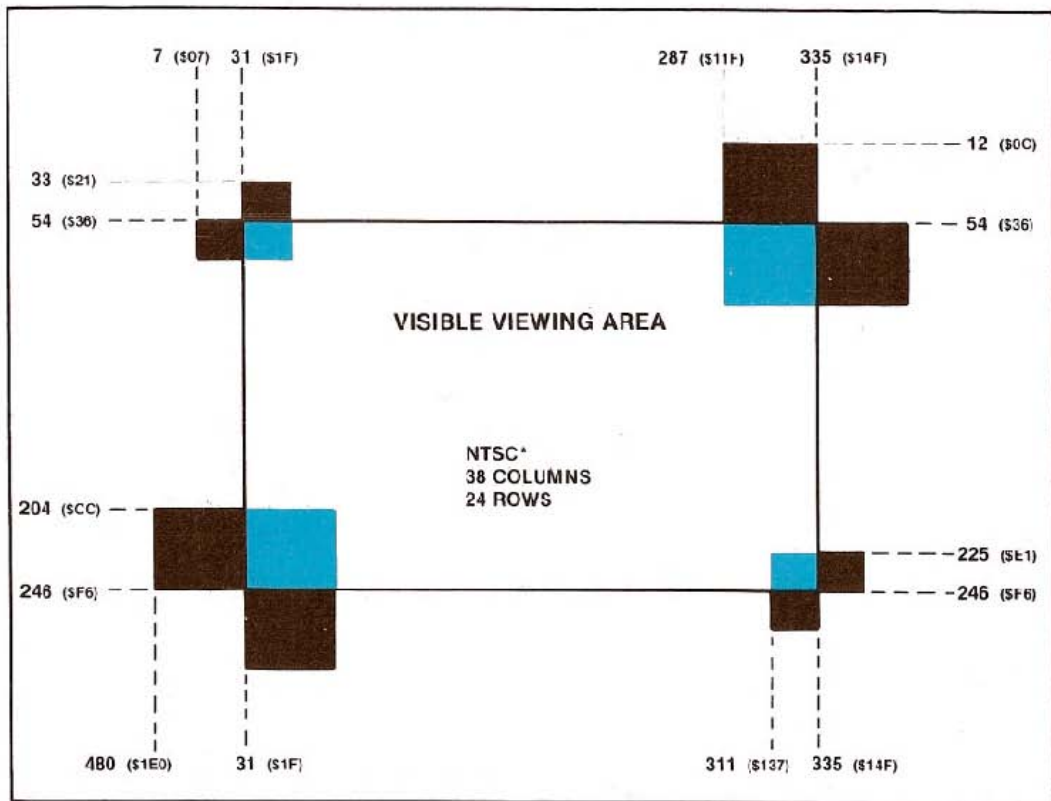 7 ($07) 31 ($1F) 287 ($11F) 335 ($14F)
12 ($0C)
33 ($21)
54 ($36) 54 ($36)
VISIBLE VIEWING AREA
NTSC*
38 COLUMNS
24 ROWS
204 ($CC)
225 ($E1)
246 ($F6) 246 ($F6)
480 ($1E0) 31 ($1F) 311 ($137) 335 ($14F)